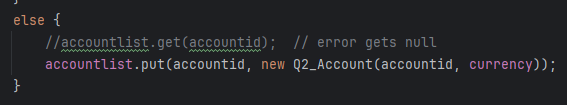 else {
//accountlist.get(accountid);  // error gets null
accountlist.put(accountid, new Q2_Account(accountid, currency));
}